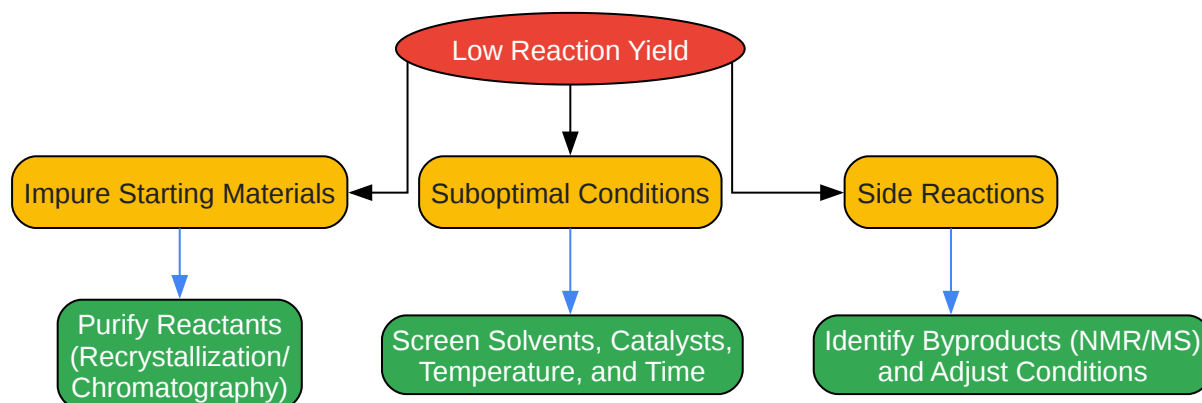 Low Reaction Yield
Impure Starting Materials
Suboptimal Conditions
Side Reactions
Purify Reactants
(Recrystallization/
Chromatography)
Screen Solvents, Catalysts,
Temperature, and Time
Identify Byproducts (NMR/MS)
and Adjust Conditions